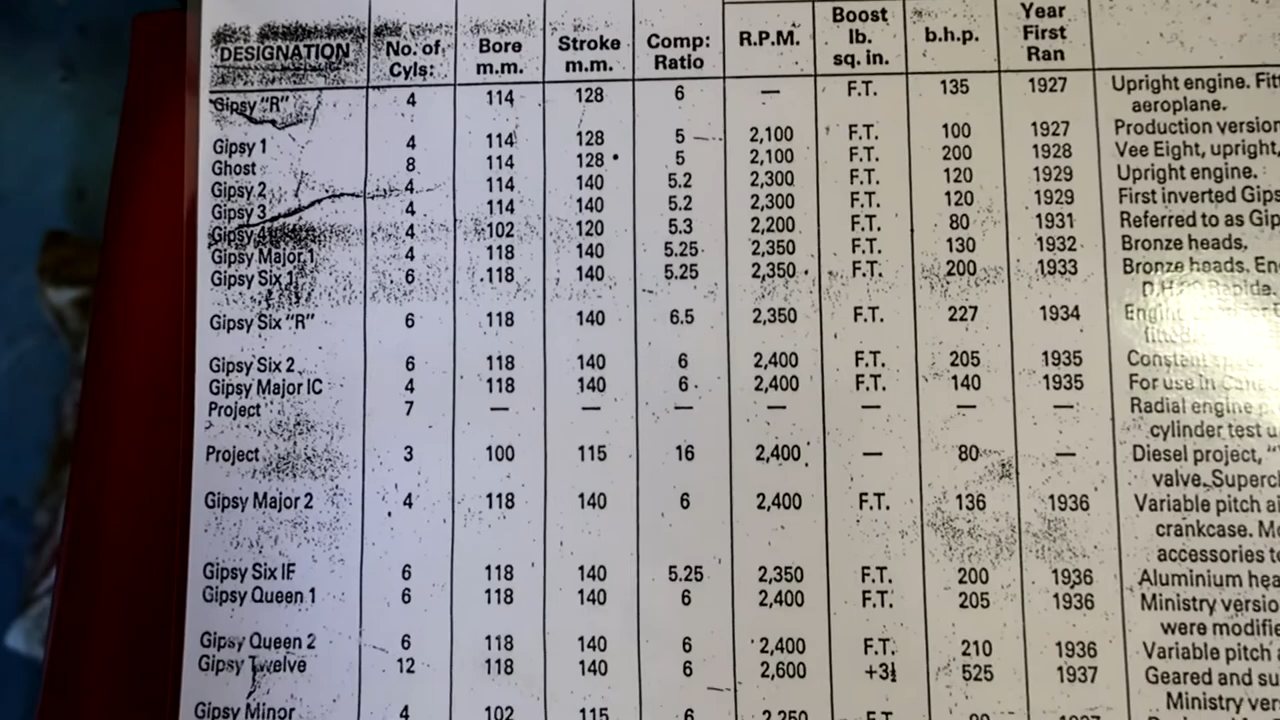 DESIGNATION No. of Cyls: Bore m.m. Stroke m.m. Comp: Ratio R.P.M. Boost lb. sq. in. b.h.p. Year First Ran
Gipsy "R" 4 114 128 6 — F.T. 135 1927 Upright engine. Fitt
aeroplane.
Gipsy 1 4 114 128 5 2,100 F.T. 100 1927 Production version
Ghost 8 114 128 5 2,100 F.T. 200 1928 Vee Eight, upright,
Gipsy 2 4 114 140 5.2 2,300 F.T. 120 1929 Upright engine.
Gipsy 3 4 114 140 5.2 2,300 F.T. 120 1929 First inverted Gips
Gipsy 4 4 102 120 5.3 2,200 F.T. 80 1931 Referred to as Gip
Gipsy Major 1 4 118 140 5.25 2,350 F.T. 130 1932 Bronze heads.
Gipsy Six 1 6 118 140 5.25 2,350 F.T. 200 1933 Bronze heads. En
Rapide.
Gipsy Six "R" 6 118 140 6.5 2,350 F.T. 227 1934
fitted
Gipsy Six 2 6 118 140 6 2,400 F.T. 205 1935 Constant
Gipsy Major IC 4 118 140 6 2,400 F.T. 140 1935 For use in
Project 7 — — — — — — — Radial engine
cylinder test u
Project 3 100 115 16 2,400 — 80 — Diesel project, "
valve. Superch
Gipsy Major 2 4 118 140 6 2,400 F.T. 136 1936 Variable pitch ai
crankcase. Mo
accessories to
Gipsy Six IF 6 118 140 5.25 2,350 F.T. 200 1936 Aluminium hea
Gipsy Queen 1 6 118 140 6 2,400 F.T. 205 1936 Ministry versio
were modifie
Gipsy Queen 2 6 118 140 6 2,400 F.T. 210 1936 Variable pitch a
Gipsy Twelve 12 118 140 6 2,600 +3½ 525 1937 Geared and su
Ministry ver
Gipsy Minor 4 102 115 6 2,250 F.T.